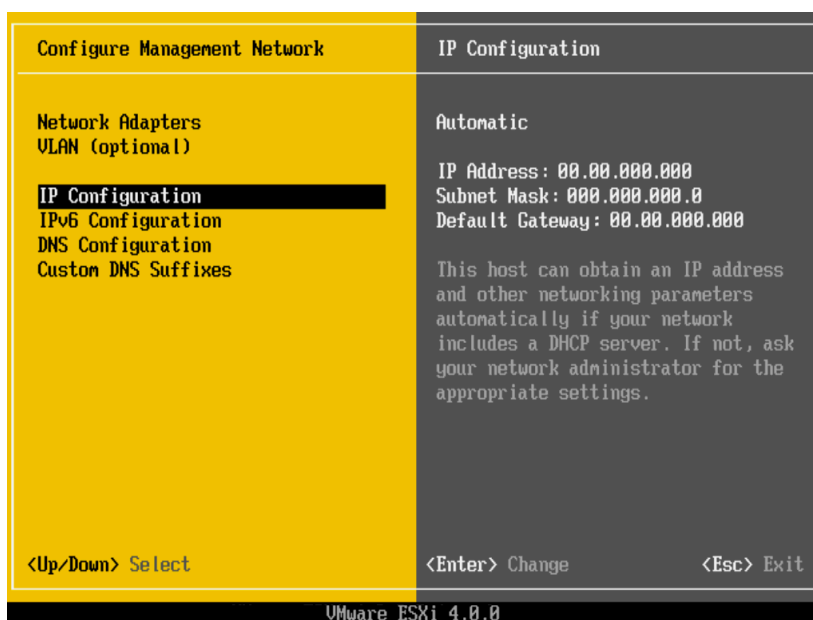 Configure Management Network
Network Adapters
VLAN (optional)
IP Configuration
IPv6 Configuration
DNS Configuration
Custom DNS Suffixes
<Up/Down> Select
IP Configuration
Automatic
IP Address: 00.00.000.000
Subnet Mask: 000.000.000.0
Default Gateway: 00.00.000.000
This host can obtain an IP address
and other networking parameters
automatically if your network
includes a DHCP server. If not, ask
your network administrator for the
appropriate settings.
<Enter> Change <Esc> Exit
VMware ESXi 4.0.0